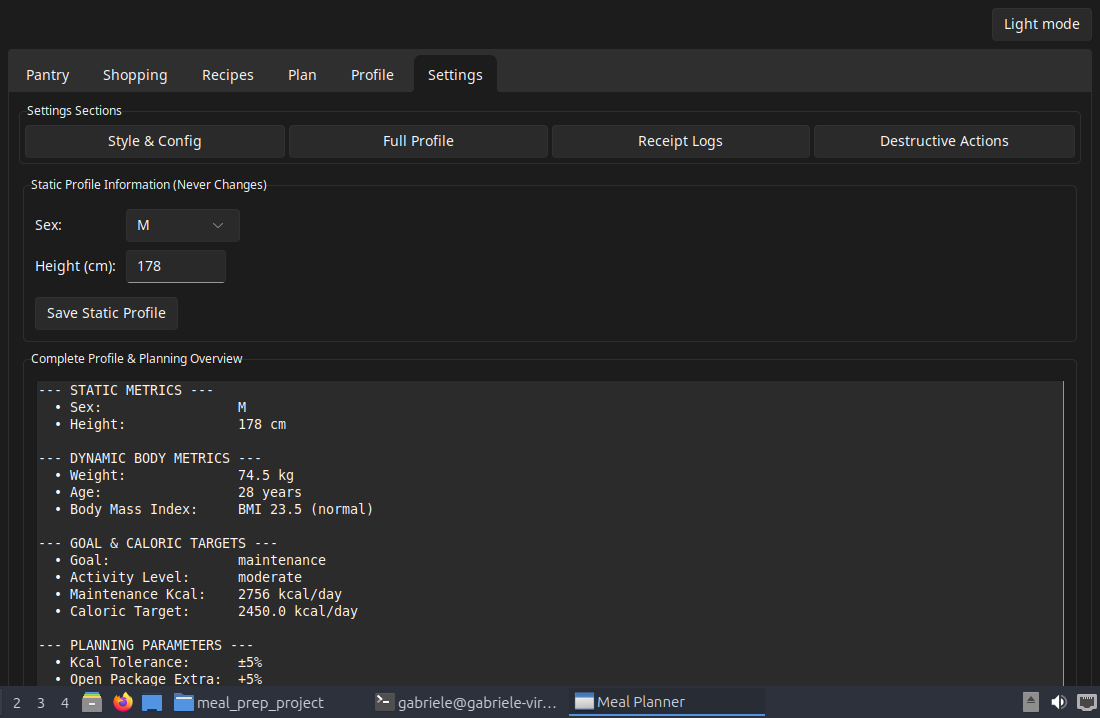 Light mode
Pantry Shopping Recipes Plan Profile Settings
Settings Sections
Style & Config Full Profile Receipt Logs Destructive Actions
Static Profile Information (Never Changes)
Sex: M
Height (cm): 178
Save Static Profile
Complete Profile & Planning Overview
--- STATIC METRICS ---
• Sex: M
• Height: 178 cm
--- DYNAMIC BODY METRICS ---
• Weight: 74.5 kg
• Age: 28 years
• Body Mass Index: BMI 23.5 (normal)
--- GOAL & CALORIC TARGETS ---
• Goal: maintenance
• Activity Level: moderate
• Maintenance Kcal: 2756 kcal/day
• Caloric Target: 2450.0 kcal/day
--- PLANNING PARAMETERS ---
• Kcal Tolerance: ±5%
• Open Package Extra: +5%
2 3 4 meal_prep_project gabriele@gabriele-vir... Meal Planner